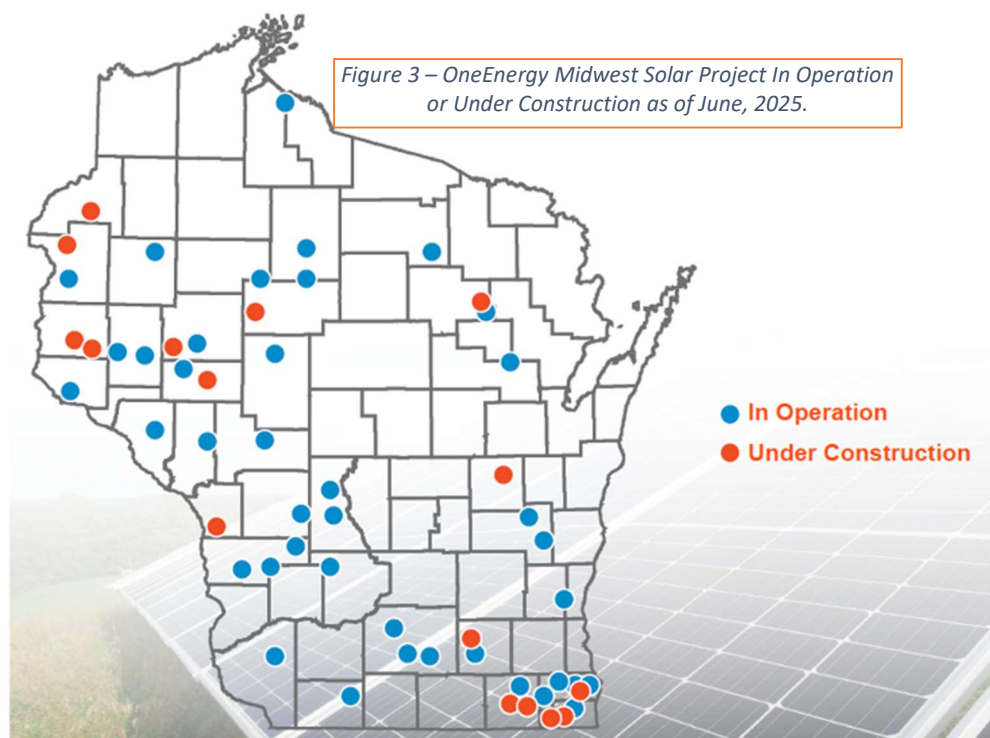 Figure 3 – OneEnergy Midwest Solar Project In Operation
or Under Construction as of June, 2025.
In Operation
Under Construction